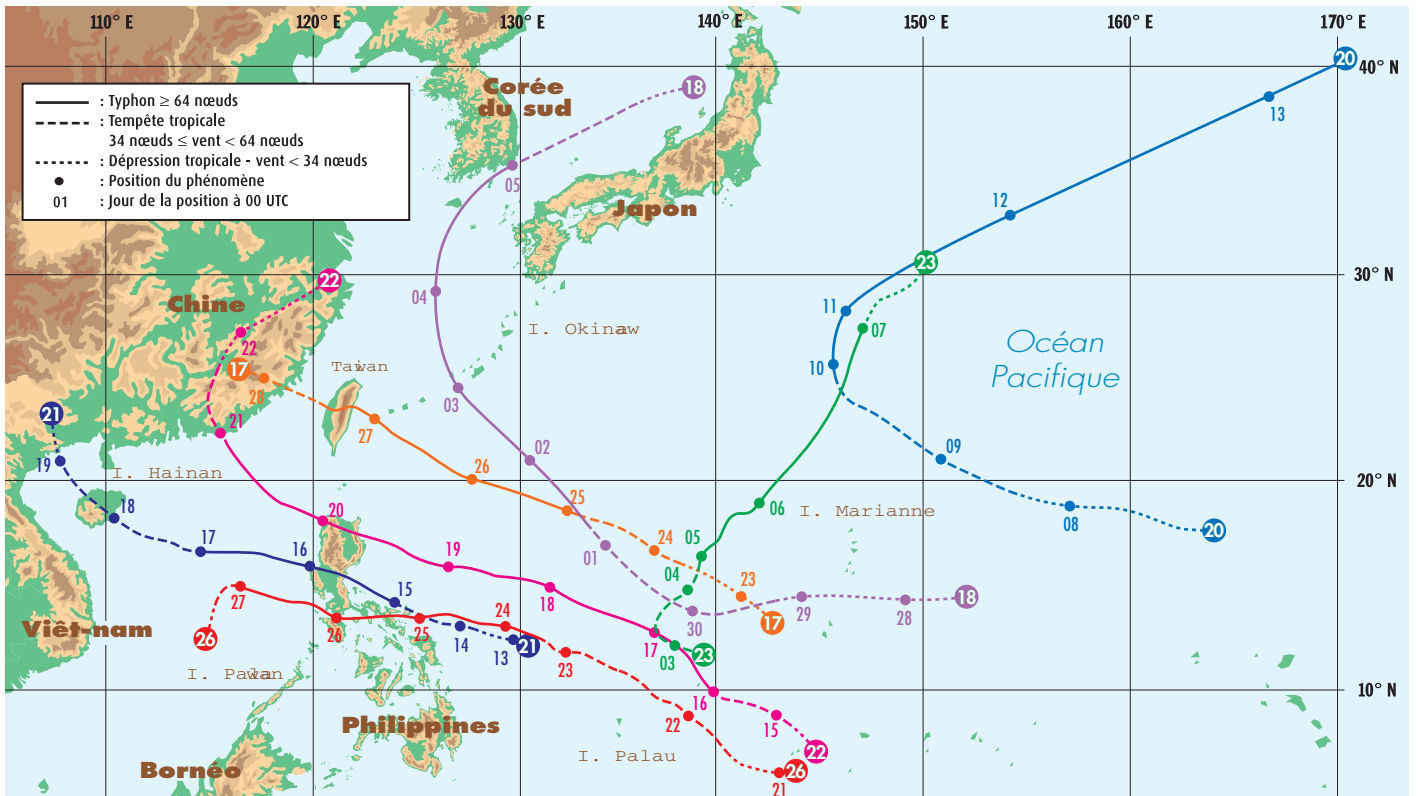 110° E 120° E 130° E 140° E 150° E 160° E 170° E
40° N
30° N
20° N
10° N
: Typhon ≥ 64 nœuds
: Tempête tropicale
34 nœuds ≤ vent < 64 nœuds
: Dépression tropicale - vent < 34 nœuds
: Position du phénomène
01 : Jour de la position à 00 UTC
Corée
du sud
Japon
Chine
Taiwan
I. Okinaw a
Océan
Pacifique
I. Hainan
I. Marianne
Viêt-nam
I. Palawan
Philippines
I. Palau
Bornéo
20
13
12
11
10
09
08
20
23
07
06
05
04
03
23
18
05
04
03
02
01
30
29
28
18
17
28
27
26
25
24
23
17
22
22
21
20
19
18
17
16
15
22
21
19
18
17
16
15
14
13
21
26
27
26
25
24
23
22
21
26